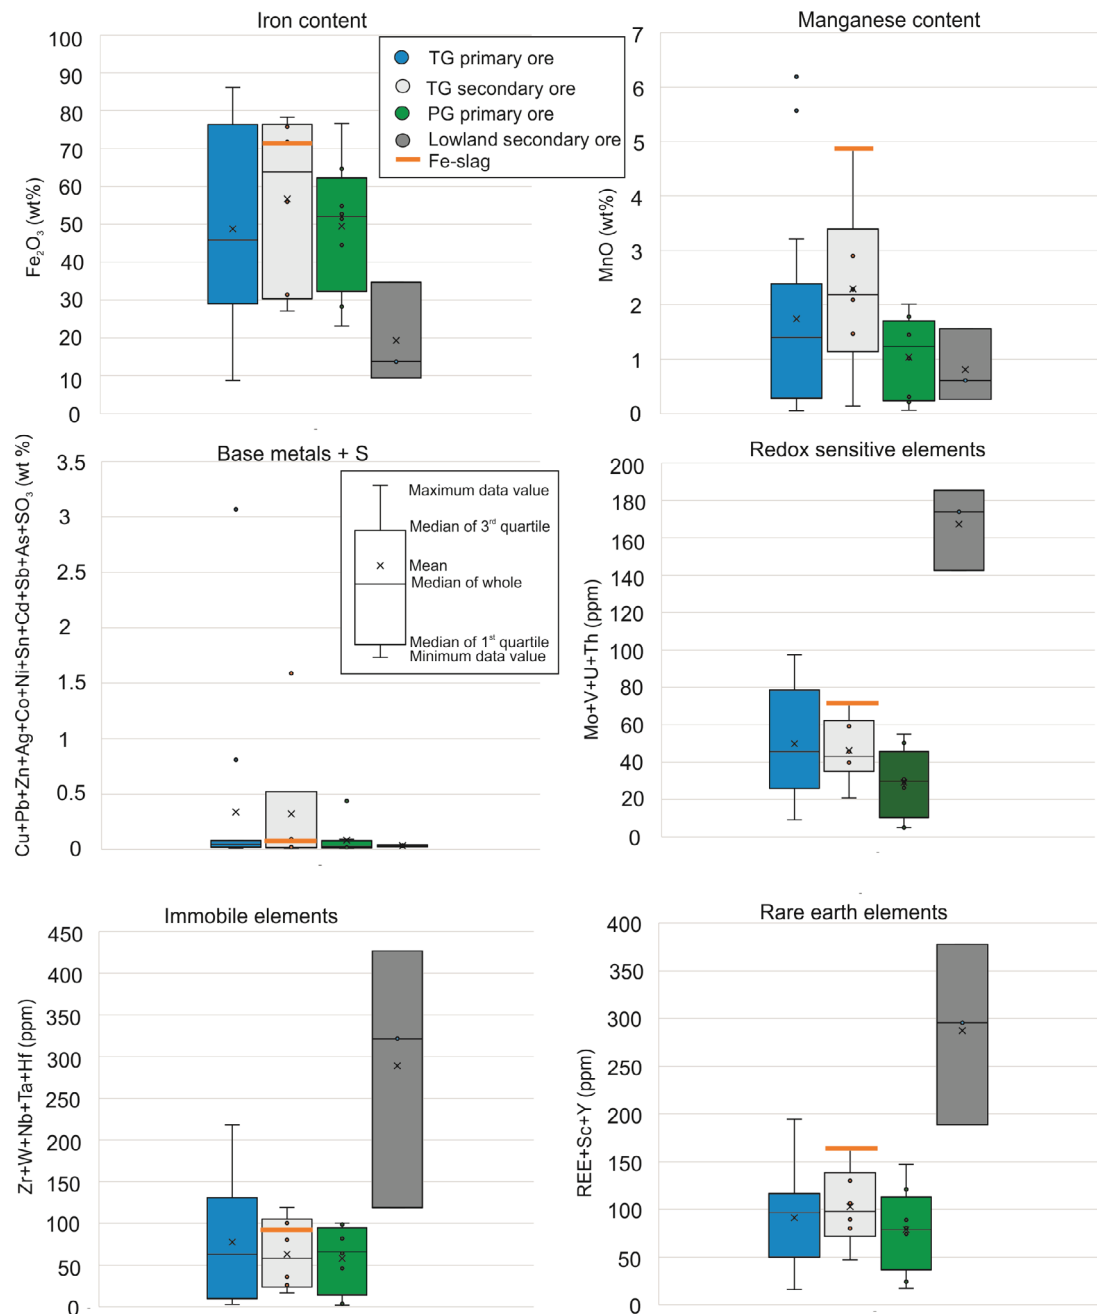 Iron content
100
90
80
70
60
50
40
30
20
10
0
Fe2O3 (wt%)
TG primary ore
TG secondary ore
PG primary ore
Lowland secondary ore
Fe-slag
Manganese content
7
6
5
4
3
2
1
0
MnO (wt%)
Base metals + S
3.5
3
2.5
2
1.5
1
0.5
0
Cu+Pb+Zn+Ag+Co+Ni+Sn+Cd+Sb+As+SO3 (wt %)
Maximum data value
Median of 3rd quartile
Mean
Median of whole
Median of 1st quartile
Minimum data value
Redox sensitive elements
200
180
160
140
120
100
80
60
40
20
0
Mo+V+U+Th (ppm)
Immobile elements
450
400
350
300
250
200
150
100
50
0
Zr+W+Nb+Ta+Hf (ppm)
Rare earth elements
400
350
300
250
200
150
100
50
0
REE+Sc+Y (ppm)